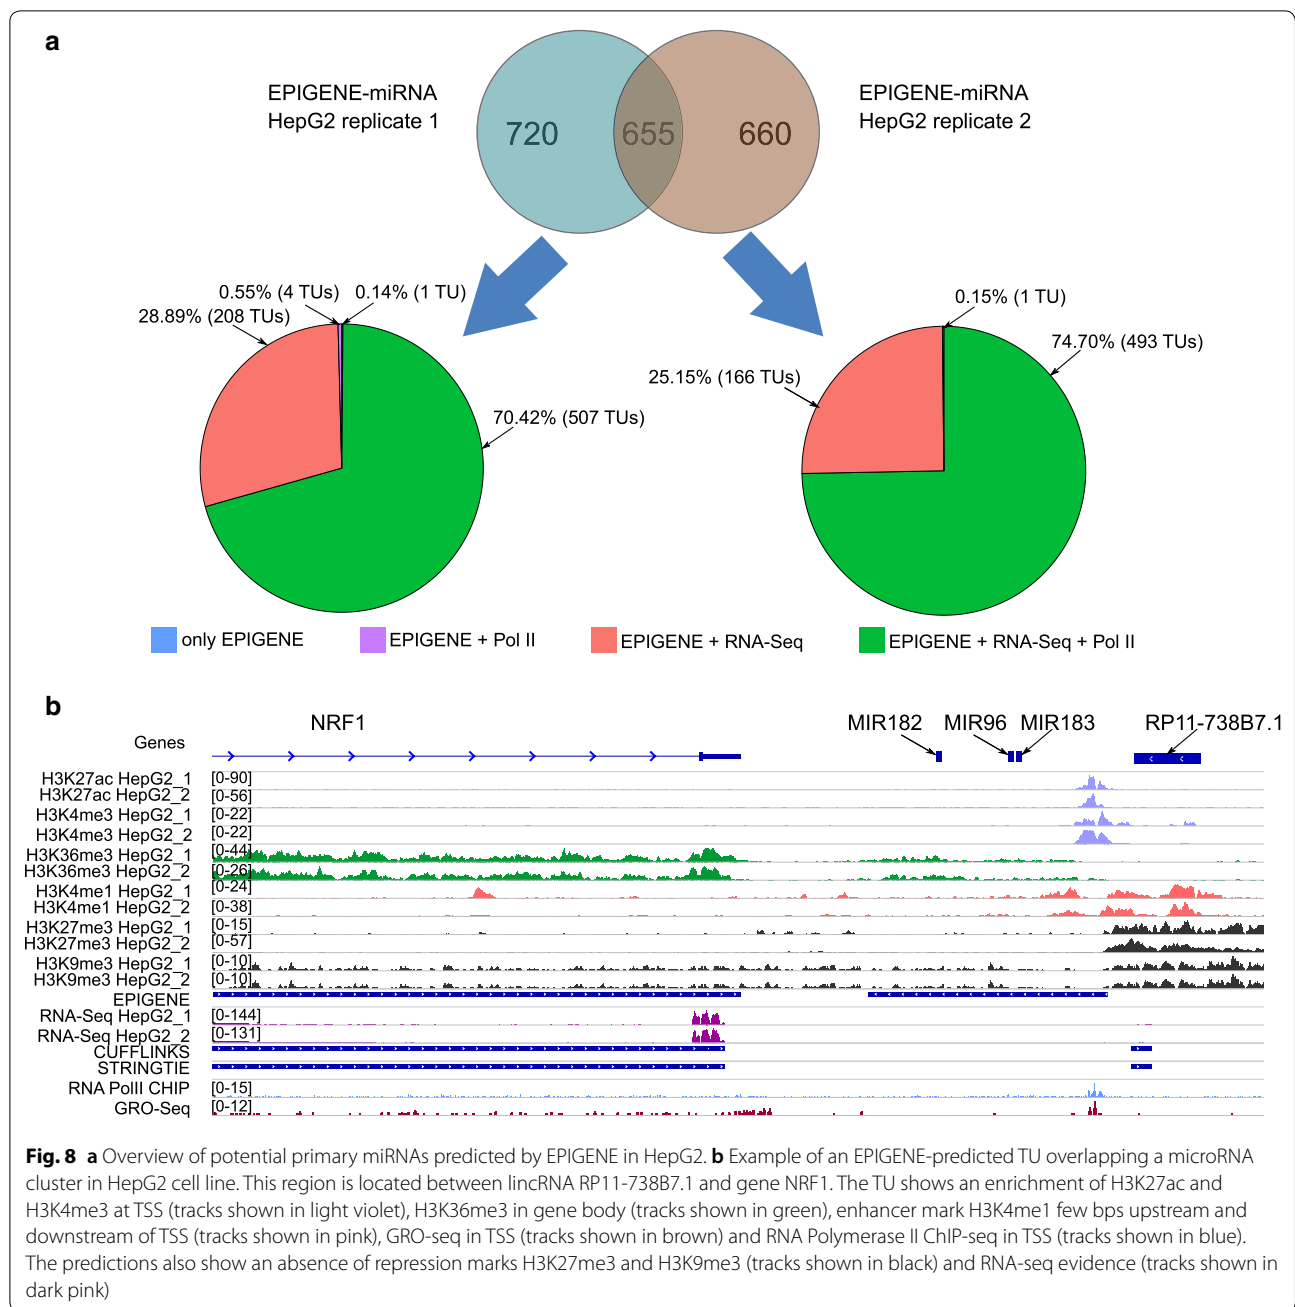 a
EPIGENE-miRNA
HepG2 replicate 1
720
655
660
EPIGENE-miRNA
HepG2 replicate 2
0.55% (4 TUs)
0.14% (1 TU)
28.89% (208 TUs)
70.42% (507 TUs)
0.15% (1 TU)
74.70% (493 TUs)
25.15% (166 TUs)
only EPIGENE
EPIGENE + Pol II
EPIGENE + RNA-Seq
EPIGENE + RNA-Seq + Pol II
b
NRF1
MIR182
MIR96
MIR183
RP11-738B7.1
Genes
H3K27ac HepG2_1 [0-90]
H3K27ac HepG2_2 [0-56]
H3K4me3 HepG2_1 [0-22]
H3K4me3 HepG2_2 [0-22]
H3K36me3 HepG2_1 [0-44]
H3K36me3 HepG2_2 [0-26]
H3K4me1 HepG2_1 [0-24]
H3K4me1 HepG2_2 [0-38]
H3K27me3 HepG2_1 [0-15]
H3K27me3 HepG2_2 [0-57]
H3K9me3 HepG2_1 [0-10]
H3K9me3 HepG2_2 [0-10]
EPIGENE
RNA-Seq HepG2_1 [0-144]
RNA-Seq HepG2_2 [0-131]
CUFFLINKS
STRINGTIE
RNA PolII CHIP [0-15]
GRO-Seq [0-12]
Fig. 8 a Overview of potential primary miRNAs predicted by EPIGENE in HepG2. b Example of an EPIGENE-predicted TU overlapping a microRNA
cluster in HepG2 cell line. This region is located between lincRNA RP11-738B7.1 and gene NRF1. The TU shows an enrichment of H3K27ac and
H3K4me3 at TSS (tracks shown in light violet), H3K36me3 in gene body (tracks shown in green), enhancer mark H3K4me1 few bps upstream and
downstream of TSS (tracks shown in pink), GRO-seq in TSS (tracks shown in brown) and RNA Polymerase II ChIP-seq in TSS (tracks shown in blue).
The predictions also show an absence of repression marks H3K27me3 and H3K9me3 (tracks shown in black) and RNA-seq evidence (tracks shown in
dark pink)